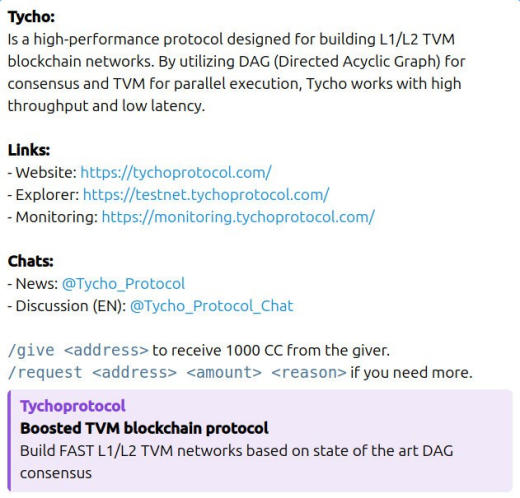 Tycho:
Is a high-performance protocol designed for building L1/L2 TVM
blockchain networks. By utilizing DAG (Directed Acyclic Graph) for
consensus and TVM for parallel execution, Tycho works with high
throughput and low latency.
Links:
- Website: https://tychoprotocol.com/
- Explorer: https://testnet.tychoprotocol.com/
- Monitoring: https://monitoring.tychoprotocol.com/
Chats:
- News: @Tycho_Protocol
- Discussion (EN): @Tycho_Protocol_Chat
/give <address> to receive 1000 CC from the giver.
/request <address> <amount> <reason> if you need more.
Tychoprotocol
Boosted TVM blockchain protocol
Build FAST L1/L2 TVM networks based on state of the art DAG
consensus